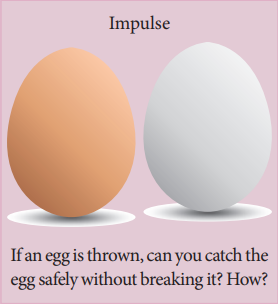 Impulse
If an egg is thrown, can you catch the
egg safely without breaking it? How?